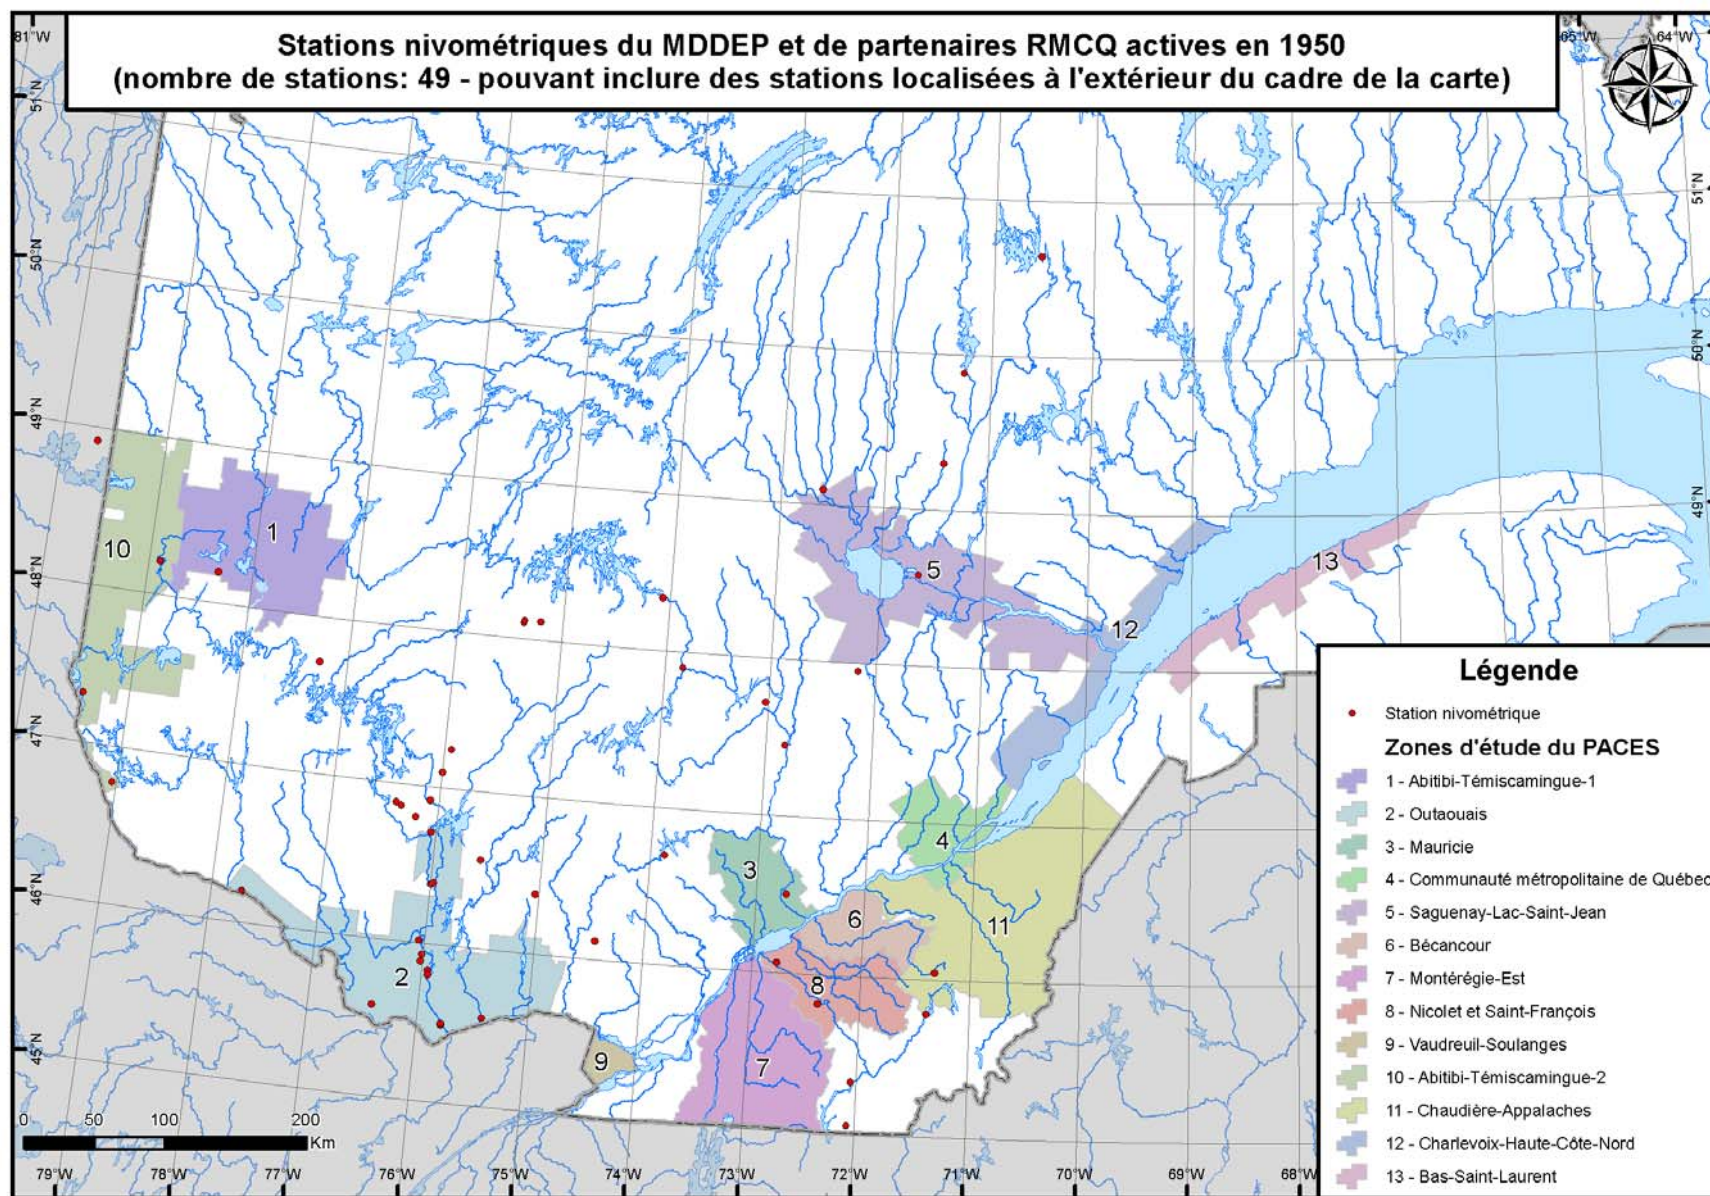 Stations nivométriques du MDDEP et de partenaires RMCQ actives en 1950
(nombre de stations: 49 - pouvant inclure des stations localisées à l'extérieur du cadre de la carte)
81°W
65°W
64°W
51°N
51°N
50°N
50°N
49°N
49°N
48°N
47°N
46°N
45°N
1
10
5
13
12
4
3
6
11
2
8
9
7
Légende
Station nivométrique
Zones d'étude du PACES
1 - Abitibi-Témiscamingue-1
2 - Outaouais
3 - Mauricie
4 - Communauté métropolitaine de Québec
5 - Saguenay-Lac-Saint-Jean
6 - Bécancour
7 - Montérégie-Est
8 - Nicolet et Saint-François
9 - Vaudreuil-Soulanges
10 - Abitibi-Témiscamingue-2
11 - Chaudière-Appalaches
12 - Charlevoix-Haute-Côte-Nord
13 - Bas-Saint-Laurent
0 50 100 200
Km
79°W 78°W 77°W 76°W 75°W 74°W 73°W 72°W 71°W 70°W 69°W 68°W